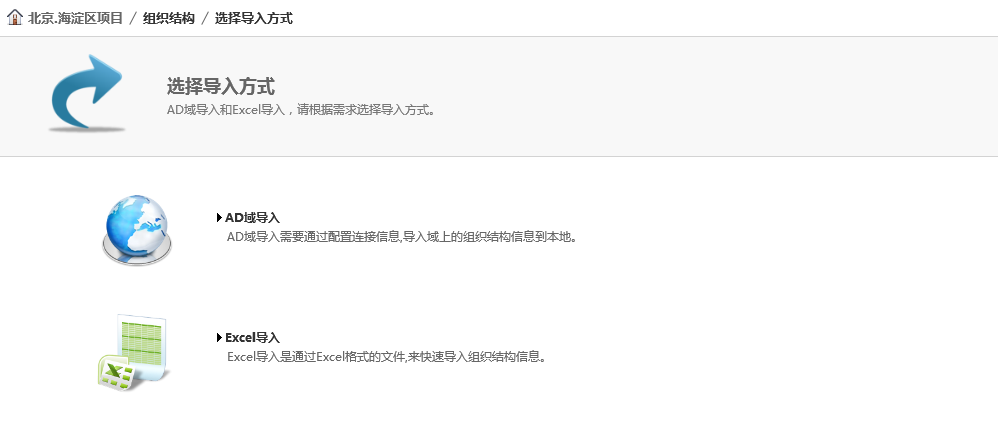 北京.海淀区项目 / 组织结构 / 选择导入方式
选择导入方式
AD域导入和Excel导入，请根据需求选择导入方式。
AD域导入
AD域导入需要通过配置连接信息,导入域上的组织结构信息到本地。
Excel导入
Excel导入是通过Excel格式的文件,来快速导入组织结构信息。